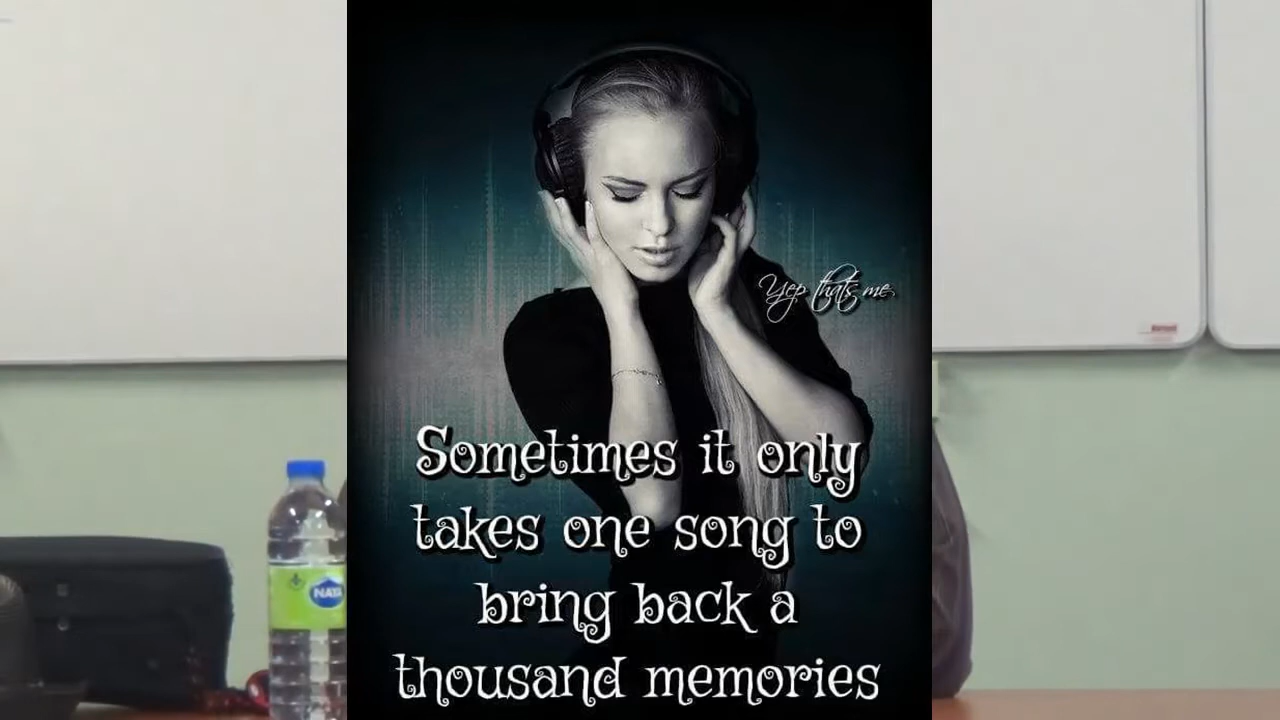 Yep thats me
Sometimes it only
takes one song to
bring back a
thousand memories